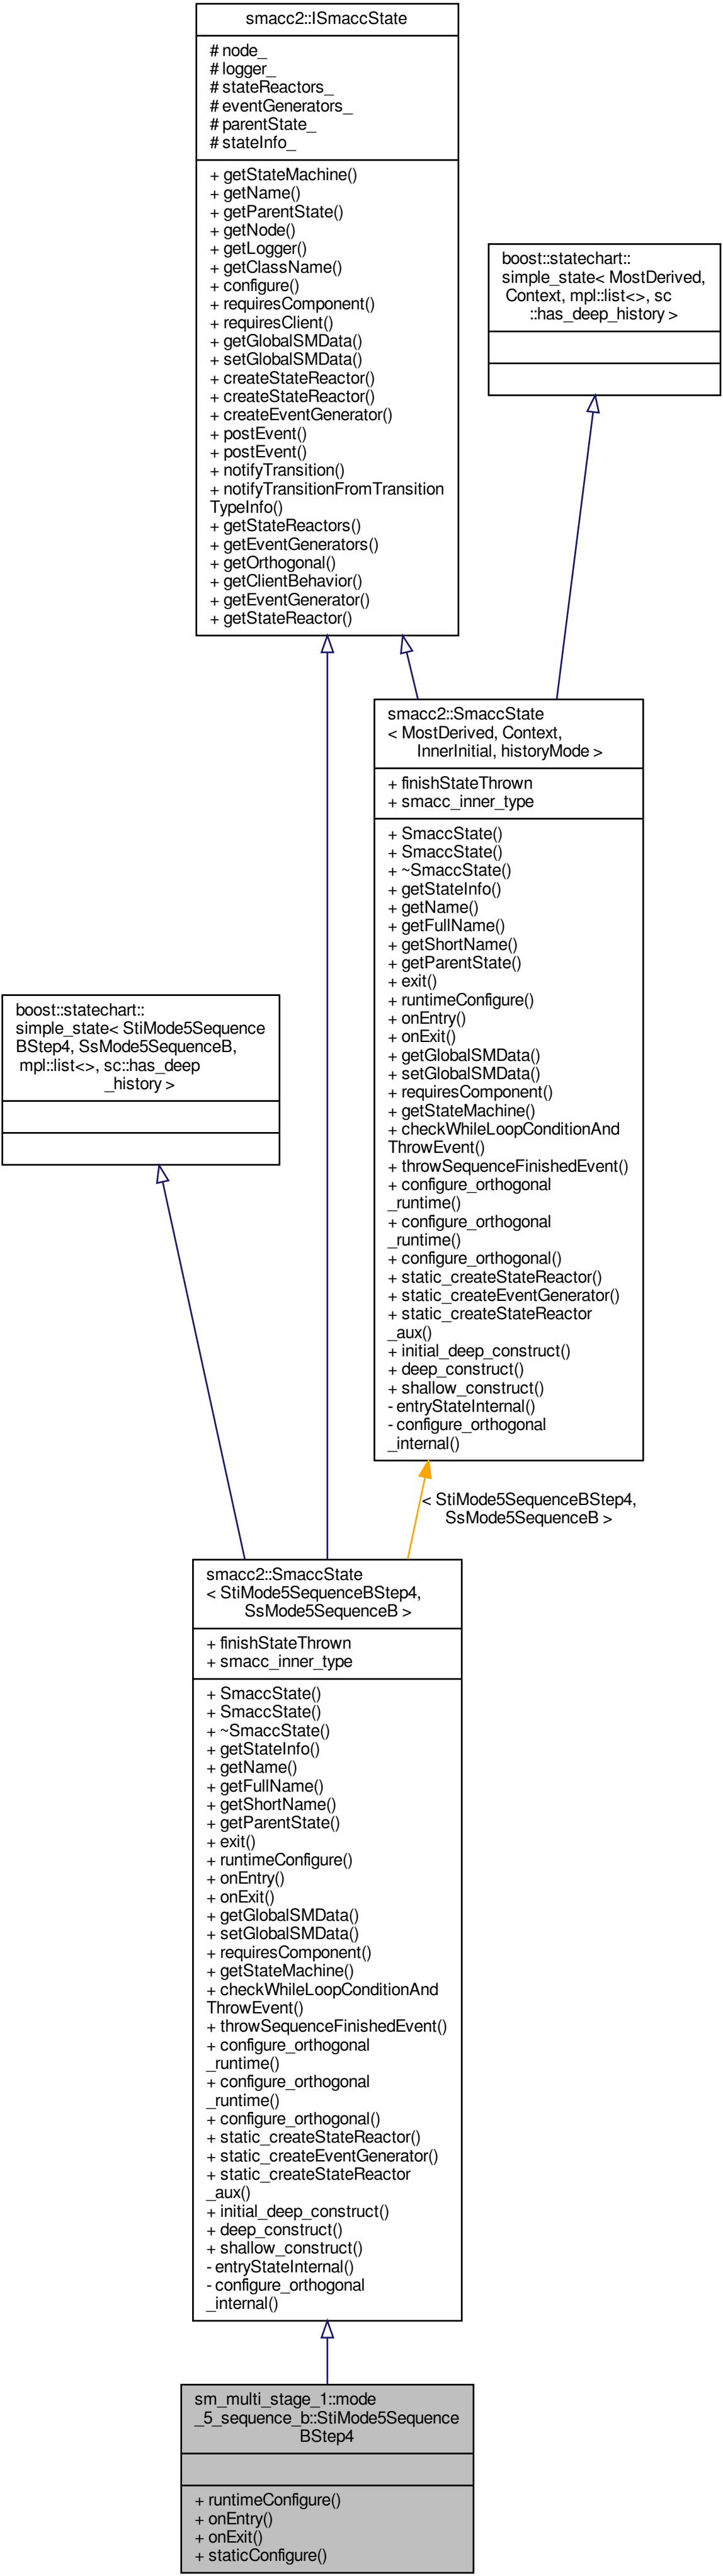 smacc2::ISmaccState
# node_
# logger_
# stateReactors_
# eventGenerators_
# parentState_
# stateInfo_
+ getStateMachine()
+ getName()
+ getParentState()
+ getNode()
+ getLogger()
+ getClassName()
+ configure()
+ requiresComponent()
+ requiresClient()
+ getGlobalSMData()
+ setGlobalSMData()
+ createStateReactor()
+ createStateReactor()
+ createEventGenerator()
+ postEvent()
+ postEvent()
+ notifyTransition()
+ notifyTransitionFromTransition
TypeInfo()
+ getStateReactors()
+ getEventGenerators()
+ getOrthogonal()
+ getClientBehavior()
+ getEventGenerator()
+ getStateReactor()
boost::statechart::
simple_state< MostDerived,
Context, mpl::list<>, sc
::has_deep_history >
smacc2::SmaccState
< MostDerived, Context,
InnerInitial, historyMode >
+ finishStateThrown
+ smacc_inner_type
+ SmaccState()
+ SmaccState()
+ ~SmaccState()
+ getStateInfo()
+ getName()
+ getFullName()
+ getShortName()
+ getParentState()
+ exit()
+ runtimeConfigure()
+ onEntry()
+ onExit()
+ getGlobalSMData()
+ setGlobalSMData()
+ requiresComponent()
+ getStateMachine()
+ checkWhileLoopConditionAnd
ThrowEvent()
+ throwSequenceFinishedEvent()
+ configure_orthogonal
_runtime()
+ configure_orthogonal
_runtime()
+ configure_orthogonal()
+ static_createStateReactor()
+ static_createEventGenerator()
+ static_createStateReactor
_aux()
+ initial_deep_construct()
+ deep_construct()
+ shallow_construct()
- entryStateInternal()
- configure_orthogonal
_internal()
boost::statechart::
simple_state< StiMode5Sequence
BStep4, SsMode5SequenceB,
mpl::list<>, sc::has_deep
_history >
< StiMode5SequenceBStep4,
SsMode5SequenceB >
smacc2::SmaccState
< StiMode5SequenceBStep4,
SsMode5SequenceB >
+ finishStateThrown
+ smacc_inner_type
+ SmaccState()
+ SmaccState()
+ ~SmaccState()
+ getStateInfo()
+ getName()
+ getFullName()
+ getShortName()
+ getParentState()
+ exit()
+ runtimeConfigure()
+ onEntry()
+ onExit()
+ getGlobalSMData()
+ setGlobalSMData()
+ requiresComponent()
+ getStateMachine()
+ checkWhileLoopConditionAnd
ThrowEvent()
+ throwSequenceFinishedEvent()
+ configure_orthogonal
_runtime()
+ configure_orthogonal
_runtime()
+ configure_orthogonal()
+ static_createStateReactor()
+ static_createEventGenerator()
+ static_createStateReactor
_aux()
+ initial_deep_construct()
+ deep_construct()
+ shallow_construct()
- entryStateInternal()
- configure_orthogonal
_internal()
sm_multi_stage_1::mode
_5_sequence_b::StiMode5Sequence
BStep4
+ runtimeConfigure()
+ onEntry()
+ onExit()
+ staticConfigure()